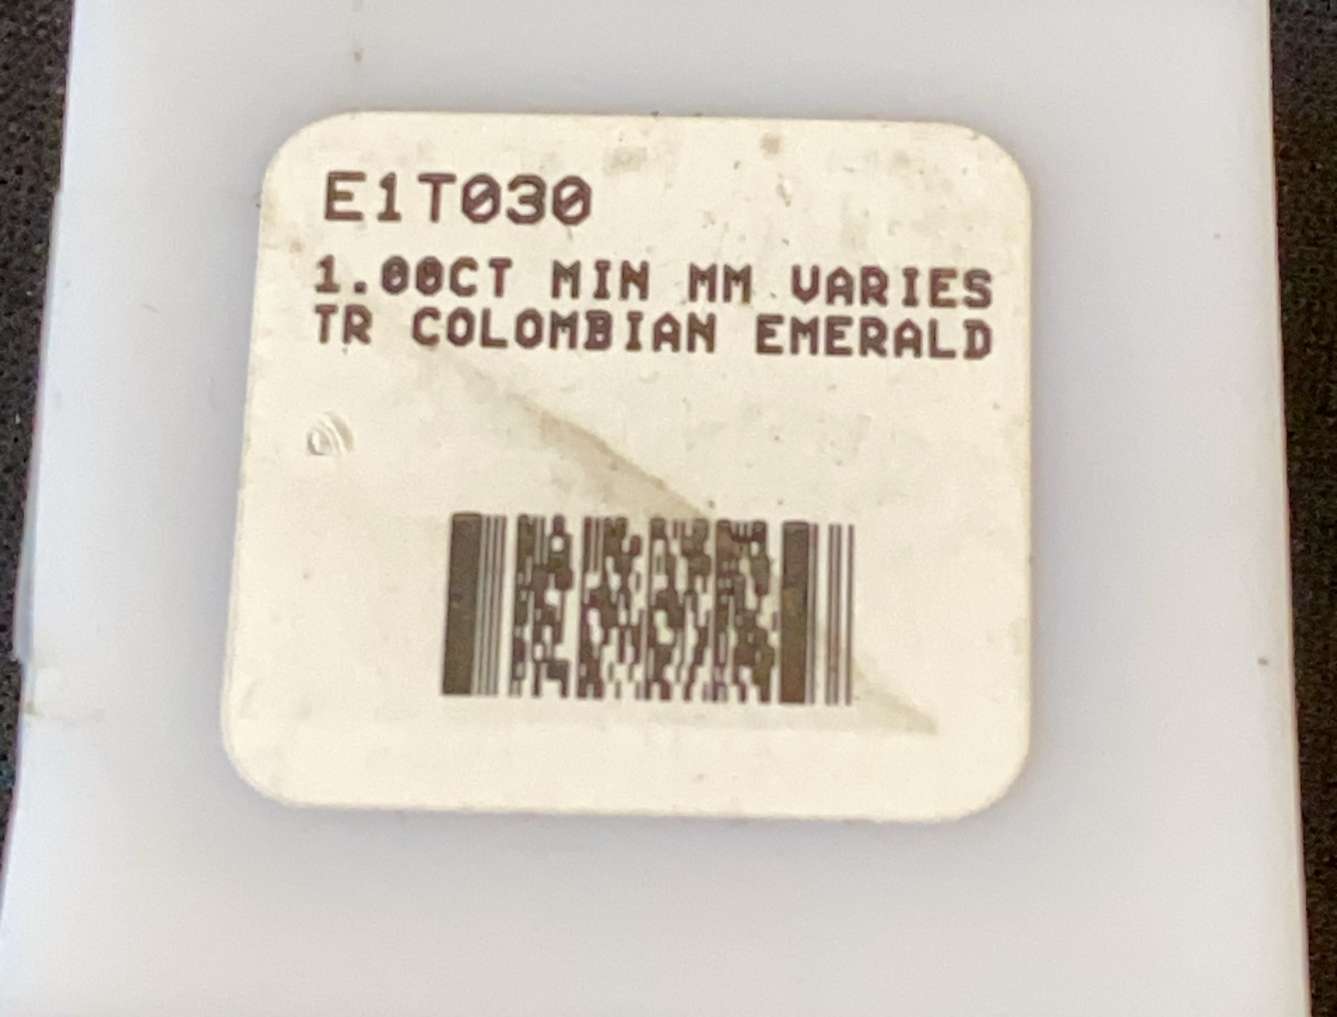 E1T030
1.00CT MIN MM VARIES
TR COLOMBIAN EMERALD